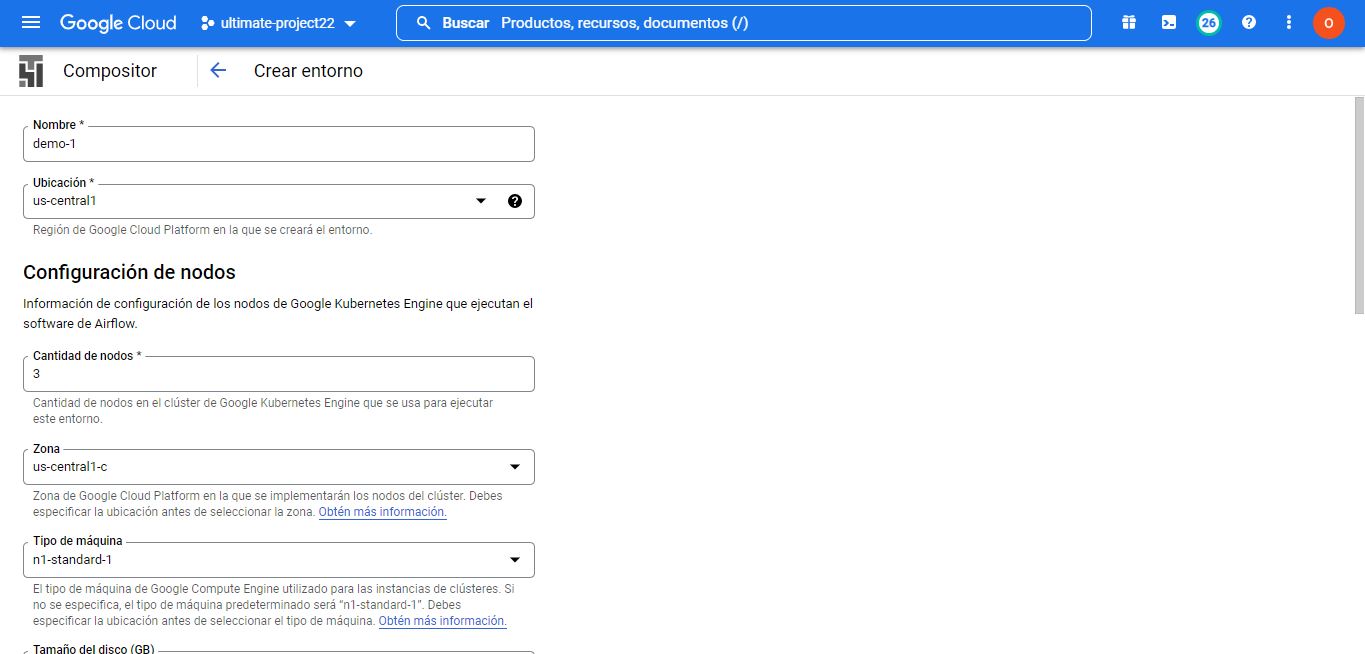 Google Cloud
ultimate-project22
Buscar Productos, recursos, documentos (/)
26
O
Compositor
Crear entorno
Nombre *
demo-1
Ubicación *
us-central1
Región de Google Cloud Platform en la que se creará el entorno.
Configuración de nodos
Información de configuración de los nodos de Google Kubernetes Engine que ejecutan el
software de Airflow.
Cantidad de nodos *
3
Cantidad de nodos en el clúster de Google Kubernetes Engine que se usa para ejecutar
este entorno.
Zona
us-central1-c
Zona de Google Cloud Platform en la que se implementarán los nodos del clúster. Debes
especificar la ubicación antes de seleccionar la zona. Obtén más información.
Tipo de máquina
n1-standard-1
El tipo de máquina de Google Compute Engine utilizado para las instancias de clústeres. Si
no se especifica, el tipo de máquina predeterminado será “n1-standard-1”. Debes
especificar la ubicación antes de seleccionar el tipo de máquina. Obtén más información.
Tamaño del disco (GB)